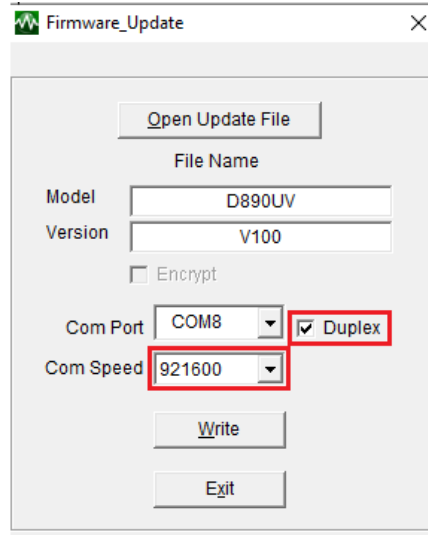 Firmware_Update
Open Update File
File Name
Model D890UV
Version V100
Encrypt
Com Port COM8 Duplex
Com Speed 921600
Write
Exit